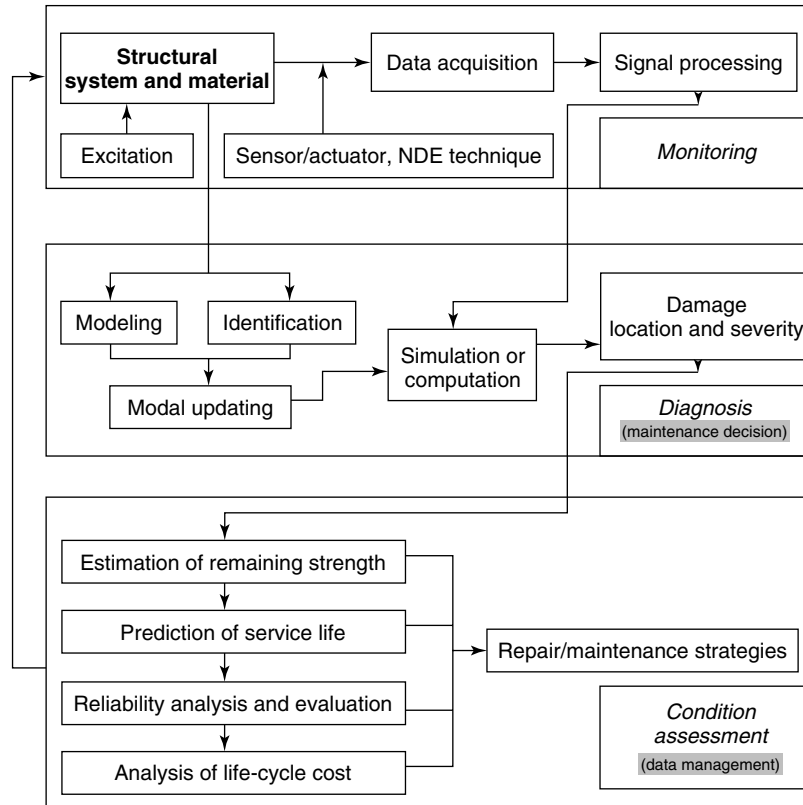 Structural
system and material
Data acquisition
Signal processing
Excitation
Sensor/actuator, NDE technique
Monitoring
Modeling
Identification
Simulation or
computation
Damage
location and severity
Modal updating
Diagnosis
(maintenance decision)
Estimation of remaining strength
Prediction of service life
Reliability analysis and evaluation
Analysis of life-cycle cost
Repair/maintenance strategies
Condition
assessment
(data management)